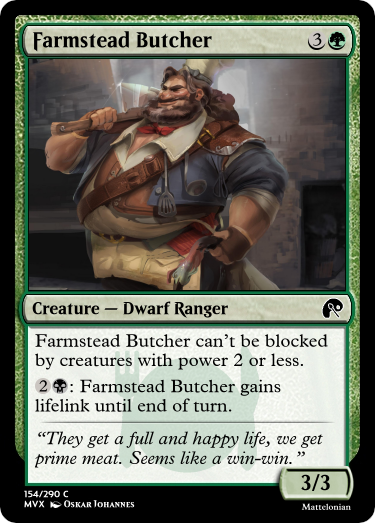 Farmstead Butcher 3
Creature — Dwarf Ranger
Farmstead Butcher can't be blocked
by creatures with power 2 or less.
2: Farmstead Butcher gains
lifelink until end of turn.
“They get a full and happy life, we get
prime meat. Seems like a win-win.”
3/3
154/290 C
MVX Oskar Johannes
Mattelonian